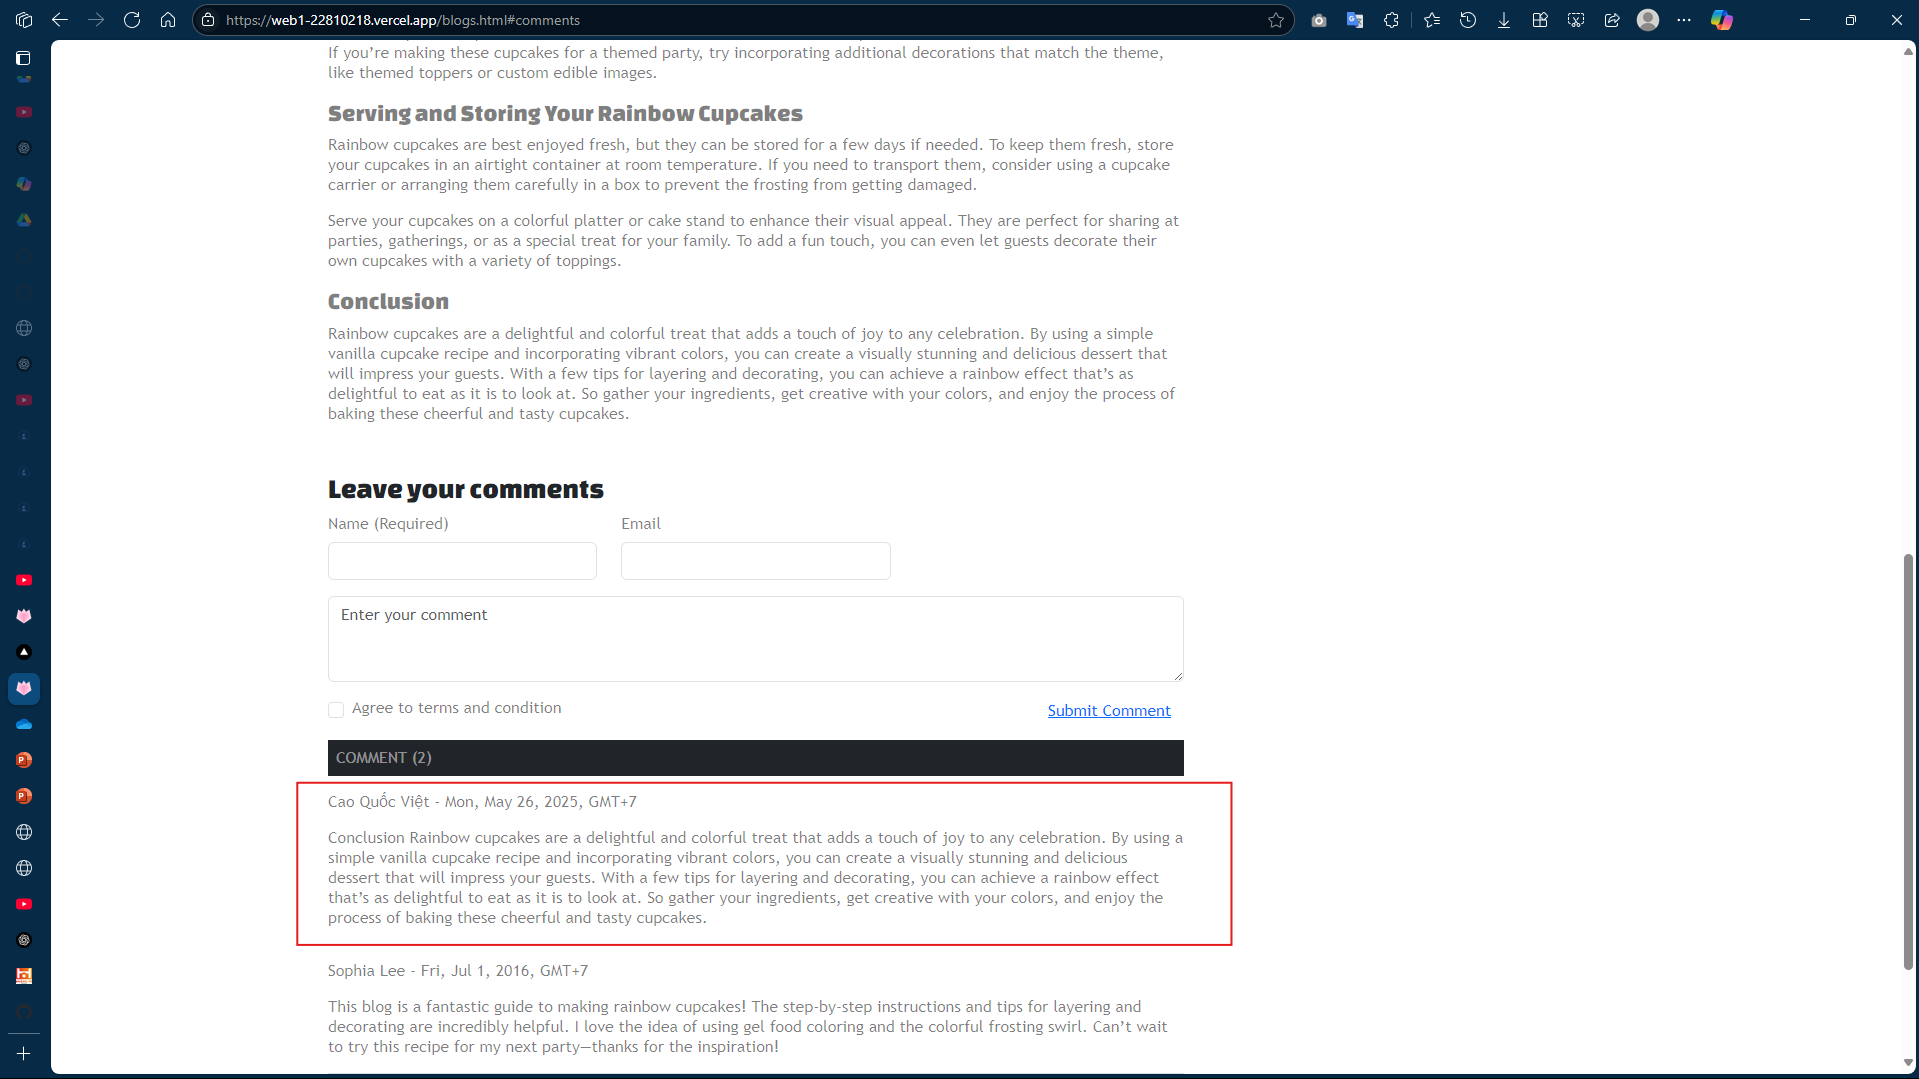 https://web1-22810218.vercel.app/blogs.html#comments
If you’re making these cupcakes for a themed party, try incorporating additional decorations that match the theme,
like themed toppers or custom edible images.
Serving and Storing Your Rainbow Cupcakes
Rainbow cupcakes are best enjoyed fresh, but they can be stored for a few days if needed. To keep them fresh, store
your cupcakes in an airtight container at room temperature. If you need to transport them, consider using a cupcake
carrier or arranging them carefully in a box to prevent the frosting from getting damaged.
Serve your cupcakes on a colorful platter or cake stand to enhance their visual appeal. They are perfect for sharing at
parties, gatherings, or as a special treat for your family. To add a fun touch, you can even let guests decorate their
own cupcakes with a variety of toppings.
Conclusion
Rainbow cupcakes are a delightful and colorful treat that adds a touch of joy to any celebration. By using a simple
vanilla cupcake recipe and incorporating vibrant colors, you can create a visually stunning and delicious dessert that
will impress your guests. With a few tips for layering and decorating, you can achieve a rainbow effect that’s as
delightful to eat as it is to look at. So gather your ingredients, get creative with your colors, and enjoy the process of
baking these cheerful and tasty cupcakes.
Leave your comments
Name (Required) Email
Enter your comment
Agree to terms and condition Submit Comment
COMMENT (2)
Cao Quốc Việt - Mon, May 26, 2025, GMT+7
Conclusion Rainbow cupcakes are a delightful and colorful treat that adds a touch of joy to any celebration. By using a
simple vanilla cupcake recipe and incorporating vibrant colors, you can create a visually stunning and delicious
dessert that will impress your guests. With a few tips for layering and decorating, you can achieve a rainbow effect
that’s as delightful to eat as it is to look at. So gather your ingredients, get creative with your colors, and enjoy the
process of baking these cheerful and tasty cupcakes.
Sophia Lee - Fri, Jul 1, 2016, GMT+7
This blog is a fantastic guide to making rainbow cupcakes! The step-by-step instructions and tips for layering and
decorating are incredibly helpful. I love the idea of using gel food coloring and the colorful frosting swirl. Can’t wait
to try this recipe for my next party—thanks for the inspiration!